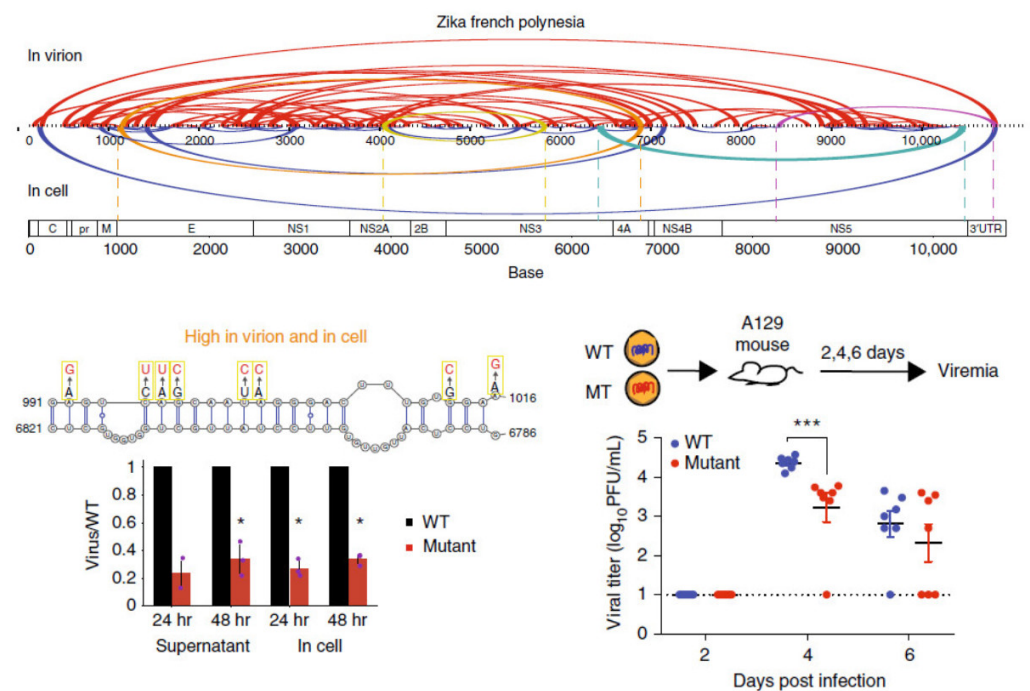 Zika french polynesia
In virion
1000 2000 3000 4000 5000 6000 7000 8000 9000 10,000
In cell
C pr M E NS1 NS2A 2B NS3 4A NS4B NS5 3'UTR
0 1000 2000 3000 4000 5000 6000 7000 8000 9000 10,000
Base
High in virion and in cell
G U U C C C A C G
A C A G U A G A
991 1016
6821 6786
Virus/WT
1
0.8
0.6
0.4
0.2
0
* * *
WT
Mutant
24 hr 48 hr 24 hr 48 hr
Supernatant In cell
WT
MT
A129
mouse
2,4,6 days
Viremia
Viral titer (log10PFU/mL)
5
4
3
2
1
0
WT
Mutant
***
2 4 6
Days post infection